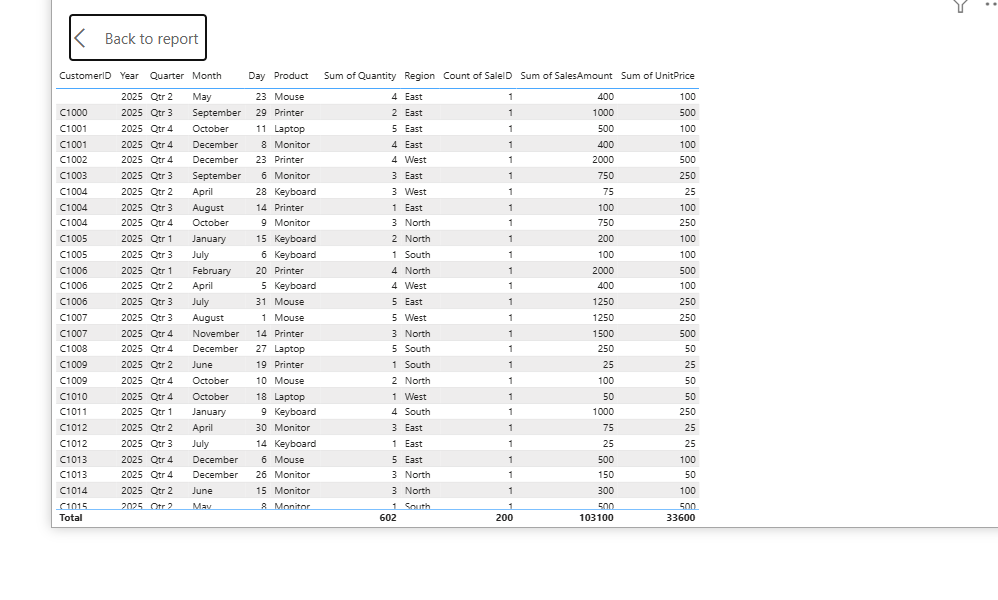 Back to report
CustomerID Year Quarter Month Day Product Sum of Quantity Region Count of SaleID Sum of SalesAmount Sum of UnitPrice
2025 Qtr 2 May 23 Mouse 4 East 1 400 100
C1000 2025 Qtr 3 September 29 Printer 2 East 1 1000 500
C1001 2025 Qtr 4 October 11 Laptop 5 East 1 500 100
C1001 2025 Qtr 4 December 8 Monitor 4 East 1 400 100
C1002 2025 Qtr 4 December 23 Printer 4 West 1 2000 500
C1003 2025 Qtr 3 September 6 Monitor 3 East 1 750 250
C1004 2025 Qtr 2 April 28 Keyboard 3 West 1 75 25
C1004 2025 Qtr 3 August 14 Printer 1 East 1 100 100
C1004 2025 Qtr 4 October 9 Monitor 3 North 1 750 250
C1005 2025 Qtr 1 January 15 Keyboard 2 North 1 200 100
C1005 2025 Qtr 3 July 6 Keyboard 1 South 1 100 100
C1006 2025 Qtr 1 February 20 Printer 4 North 1 2000 500
C1006 2025 Qtr 2 April 5 Keyboard 4 West 1 400 100
C1006 2025 Qtr 3 July 31 Mouse 5 East 1 1250 250
C1007 2025 Qtr 3 August 1 Mouse 5 West 1 1250 250
C1007 2025 Qtr 4 November 14 Printer 3 North 1 1500 500
C1008 2025 Qtr 4 December 27 Laptop 5 South 1 250 50
C1009 2025 Qtr 2 June 19 Printer 1 South 1 25 25
C1009 2025 Qtr 4 October 10 Mouse 2 North 1 100 50
C1010 2025 Qtr 4 October 18 Laptop 1 West 1 50 50
C1011 2025 Qtr 1 January 9 Keyboard 4 South 1 1000 250
C1012 2025 Qtr 2 April 30 Monitor 3 East 1 75 25
C1012 2025 Qtr 3 July 14 Keyboard 1 East 1 25 25
C1013 2025 Qtr 4 December 6 Mouse 5 East 1 500 100
C1013 2025 Qtr 4 December 26 Monitor 3 North 1 150 50
C1014 2025 Qtr 2 June 15 Monitor 3 North 1 300 100
C1015 2025 Qtr 2 May 8 Monitor 1 South 1 500 500
Total 602 200 103100 33600